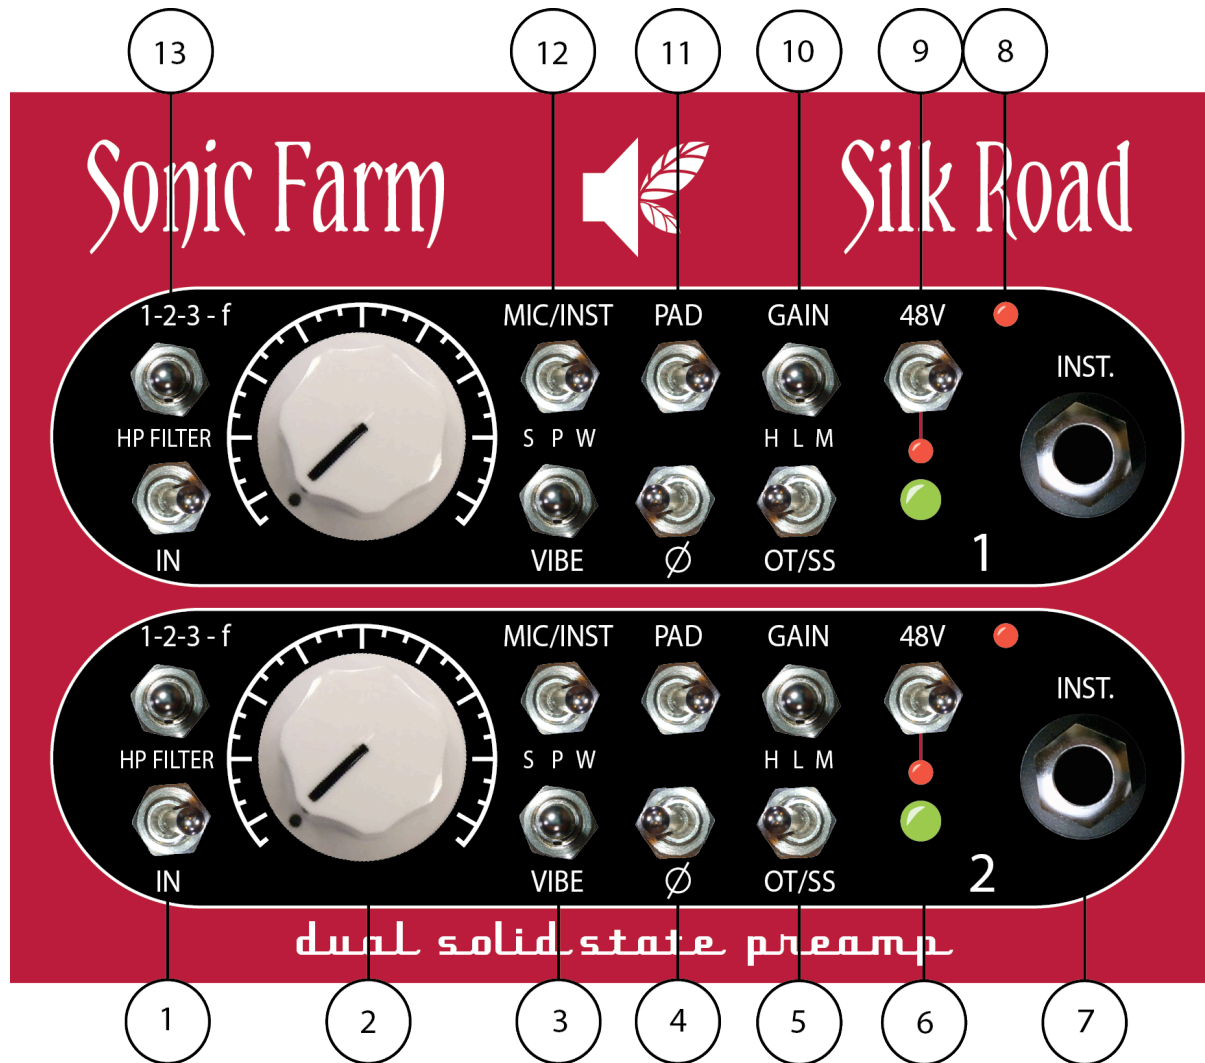 13 12 11 10 9 8
Sonic Farm Silk Road
1-2-3 - f MIC/INST PAD GAIN 48V
INST.
HP FILTER S P W H L M
IN VIBE Ø OT/SS 1
1-2-3 - f MIC/INST PAD GAIN 48V
INST.
HP FILTER S P W H L M
IN VIBE Ø OT/SS 2
dual solid state preamp
1 2 3 4 5 6 7